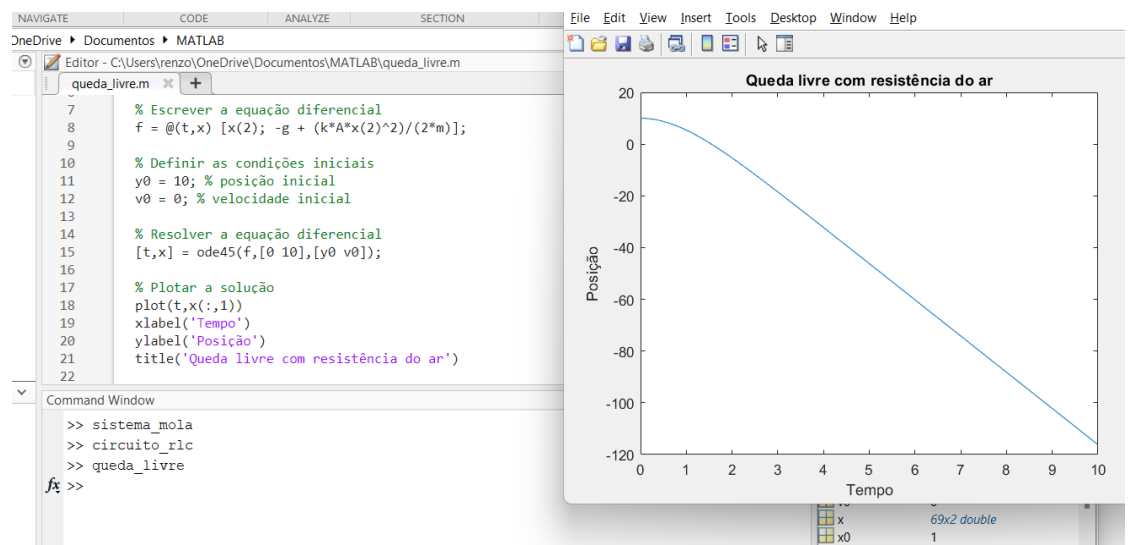 NAVIGATE CODE ANALYZE SECTION
OneDrive ▸ Documentos ▸ MATLAB
Editor - C:\Users\renzo\OneDrive\Documentos\MATLAB\queda_livre.m
queda_livre.m × +
7 % Escrever a equação diferencial
8 f = @(t,x) [x(2); -g + (k*A*x(2)^2)/(2*m)];
9
10 % Definir as condições iniciais
11 y0 = 10; % posição inicial
12 v0 = 0; % velocidade inicial
13
14 % Resolver a equação diferencial
15 [t,x] = ode45(f,[0 10],[y0 v0]);
16
17 % Plotar a solução
18 plot(t,x(:,1))
19 xlabel('Tempo')
20 ylabel('Posição')
21 title('Queda livre com resistência do ar')
22
Command Window
>> sistema_mola
>> circuito_rlc
>> queda_livre
fx >>
File Edit View Insert Tools Desktop Window Help
Queda livre com resistência do ar
20
0
-20
-40
-60
-80
-100
-120
Posição
0 1 2 3 4 5 6 7 8 9 10
Tempo
x 69x2 double
x0 1